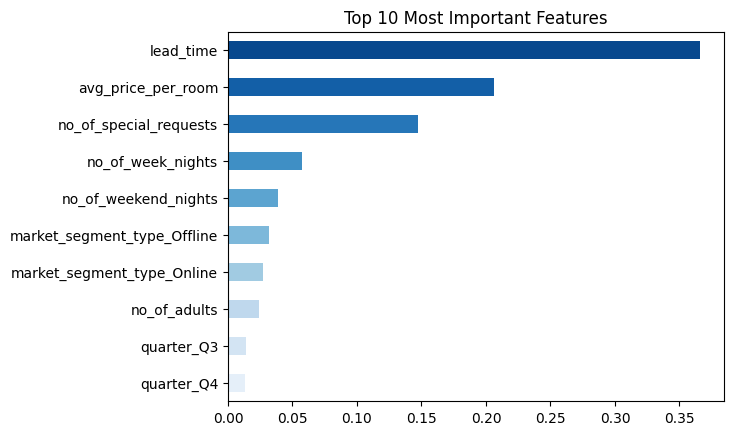 Top 10 Most Important Features
lead_time
avg_price_per_room
no_of_special_requests
no_of_week_nights
no_of_weekend_nights
market_segment_type_Offline
market_segment_type_Online
no_of_adults
quarter_Q3
quarter_Q4
0.00 0.05 0.10 0.15 0.20 0.25 0.30 0.35